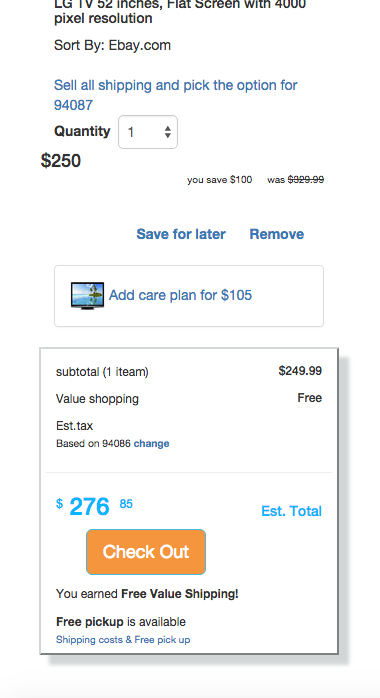 LG TV 52 inches, Flat Screen with 4000
pixel resolution
Sort By: Ebay.com
Sell all shipping and pick the option for
94087
Quantity 1
$250
you save $100 was $329.99
Save for later Remove
Add care plan for $105
subtotal (1 iteam) $249.99
Value shopping Free
Est.tax
Based on 94086 change
$ 276 85 Est. Total
Check Out
You earned Free Value Shipping!
Free pickup is available
Shipping costs & Free pick up